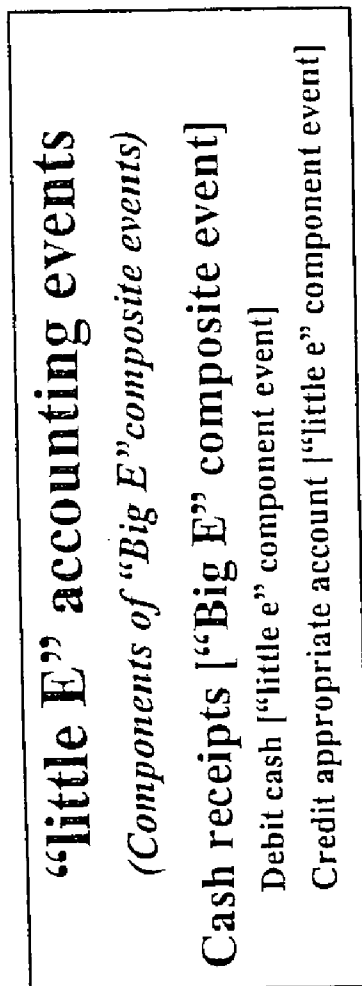 “little E” accounting events
(Components of “Big E”composite events)
Cash receipts [“Big E” composite event]
Debit cash [“little e” component event]
Credit appropriate account [“little e” component event]